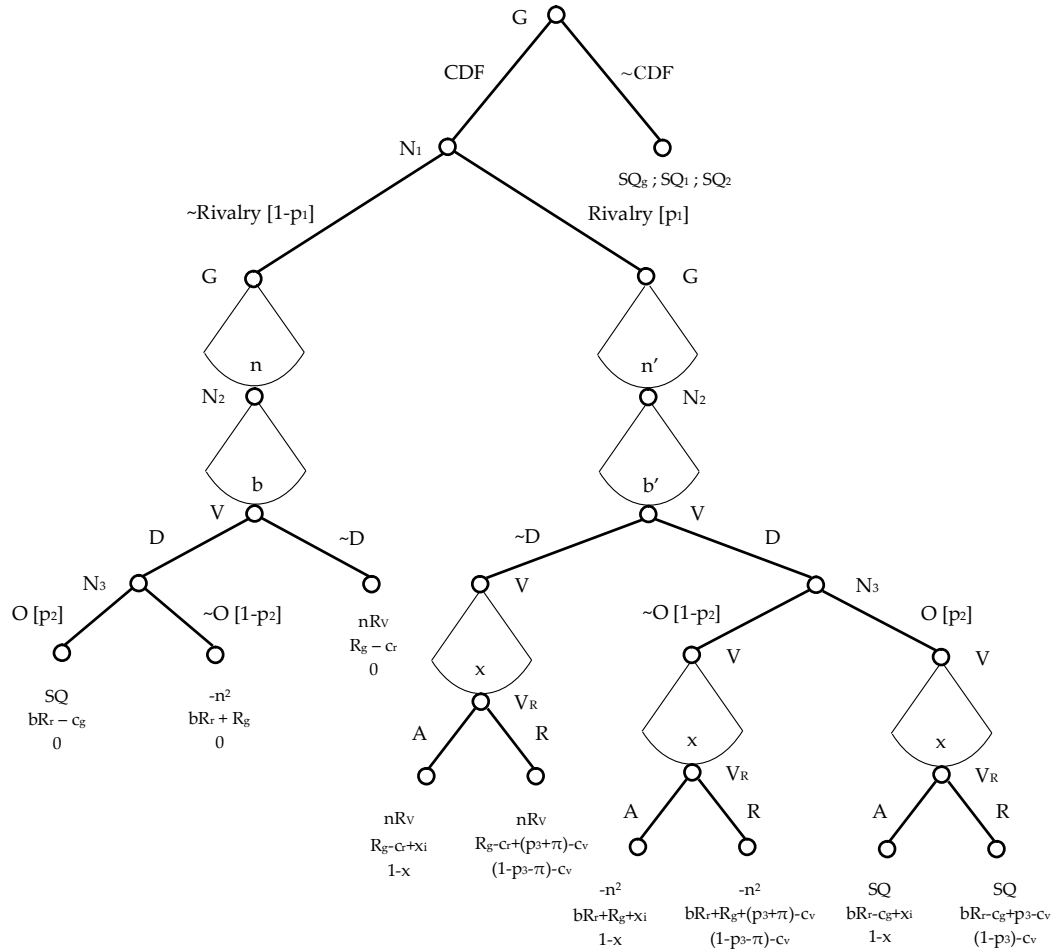 G
CDF
~CDF
N₁
SQg ; SQ₁ ; SQ₂
~Rivalry [1-p₁]
Rivalry [p₁]
G
G
n
n′
N₂
N₂
b
b′
V
V
D
~D
~D
D
N₃
V
N₃
O [p₂]
~O [1-p₂]
nRᵥ
Rg – cᵣ
0
~O [1-p₂]
O [p₂]
x
V
V
SQ
bRᵣ – cg
0
-n²
bRᵣ + Rg
0
V_R
A
R
x
x
V_R
V_R
nRᵥ
Rg-cᵣ+xᵢ
1-x
nRᵥ
Rg-cᵣ+(p₃+π)-cᵥ
(1-p₃-π)-cᵥ
A
R
A
R
-n²
bRᵣ+Rg+xᵢ
1-x
-n²
bRᵣ+Rg+(p₃+π)-cᵥ
(1-p₃-π)-cᵥ
SQ
bRᵣ-cg+xᵢ
1-x
SQ
bRᵣ-cg+p₃-cᵥ
(1-p₃)-cᵥ